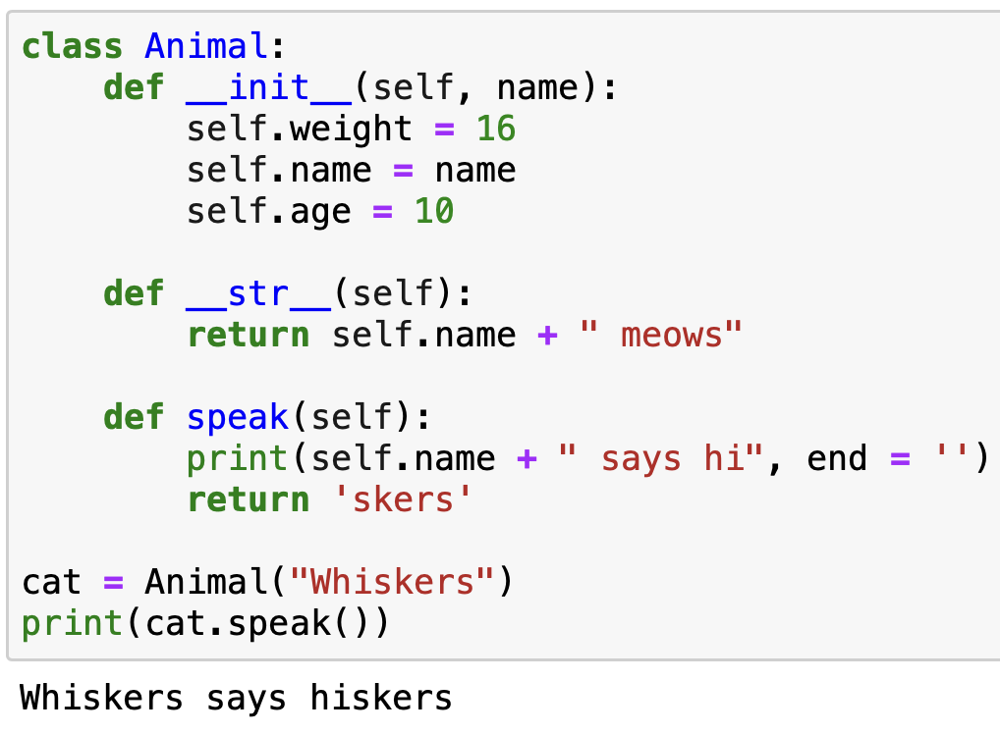 class Animal:
    def __init__(self, name):
        self.weight = 16
        self.name = name
        self.age = 10

    def __str__(self):
        return self.name + " meows"

    def speak(self):
        print(self.name + " says hi", end = '')
        return 'skers'

cat = Animal("Whiskers")
print(cat.speak())
Whiskers says hiskers